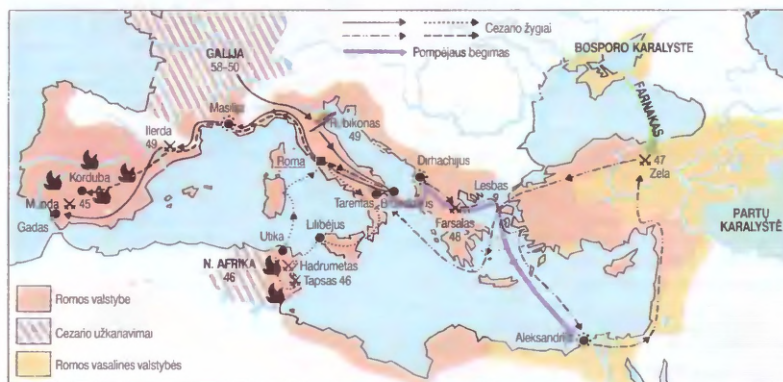 Cezario žygiai
Pompėjaus bėgimas
GALIJA
58–50
BOSPORO KARALYSTĖ
FARNAKAS
Masilija
Rubikonas
49
Ilerda
49
Korduba
Munda 45
Gadas
Roma
Dirhachijus
Lesbas
47
Zela
Tarentas
Farsalas
48
PARTŲ
KARALYSTĖ
Utika
Lilibėjus
N. AFRIKA
46
Hadrumetas
Tapsas 46
Aleksandrija
Romos valstybė
Cezario užkariavimai
Romos vasalinės valstybės